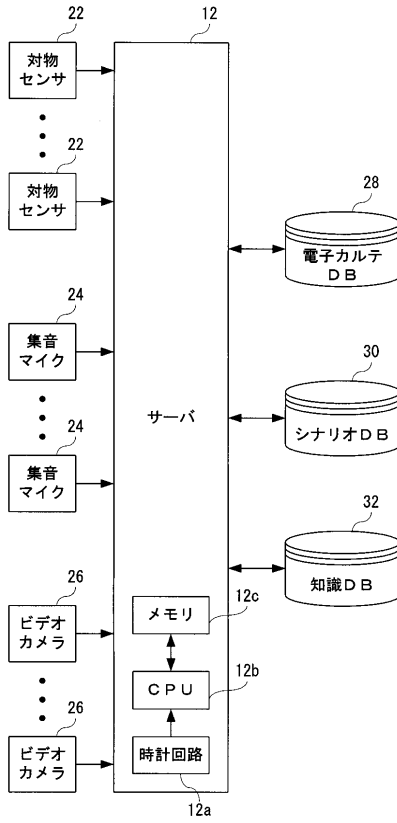 22
対物
センサ
22
対物
センサ
24
集音
マイク
24
集音
マイク
26
ビデオ
カメラ
26
ビデオ
カメラ
12
サーバ
メモリ
12c
ＣＰＵ
12b
時計回路
12a
28
電子カルテ
ＤＢ
30
シナリオＤＢ
32
知識ＤＢ